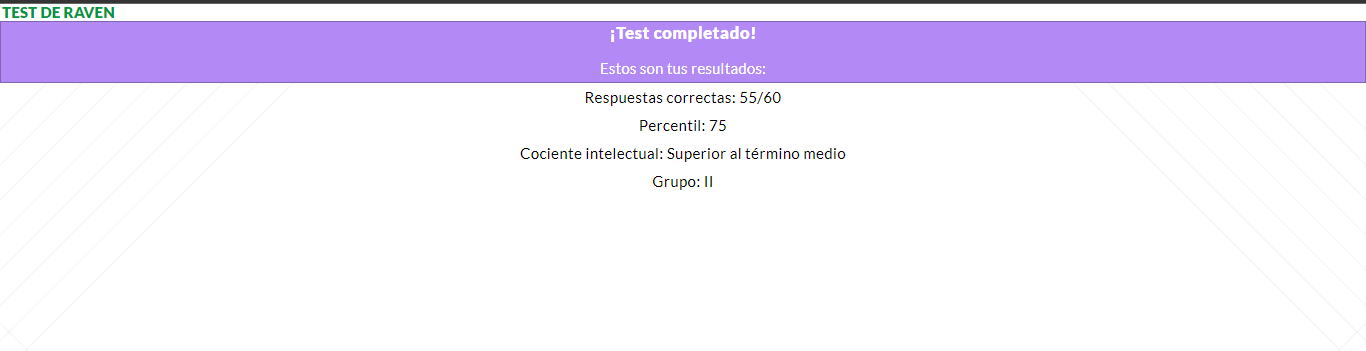 TEST DE RAVEN
¡Test completado!
Estos son tus resultados:
Respuestas correctas: 55/60
Percentil: 75
Cociente intelectual: Superior al término medio
Grupo: II